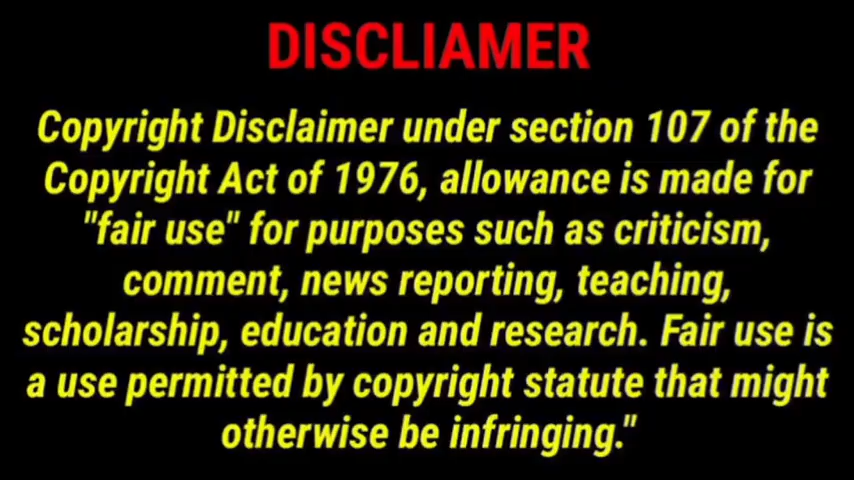 DISCLIAMER
Copyright Disclaimer under section 107 of the
Copyright Act of 1976, allowance is made for
"fair use" for purposes such as criticism,
comment, news reporting, teaching,
scholarship, education and research. Fair use is
a use permitted by copyright statute that might
otherwise be infringing."